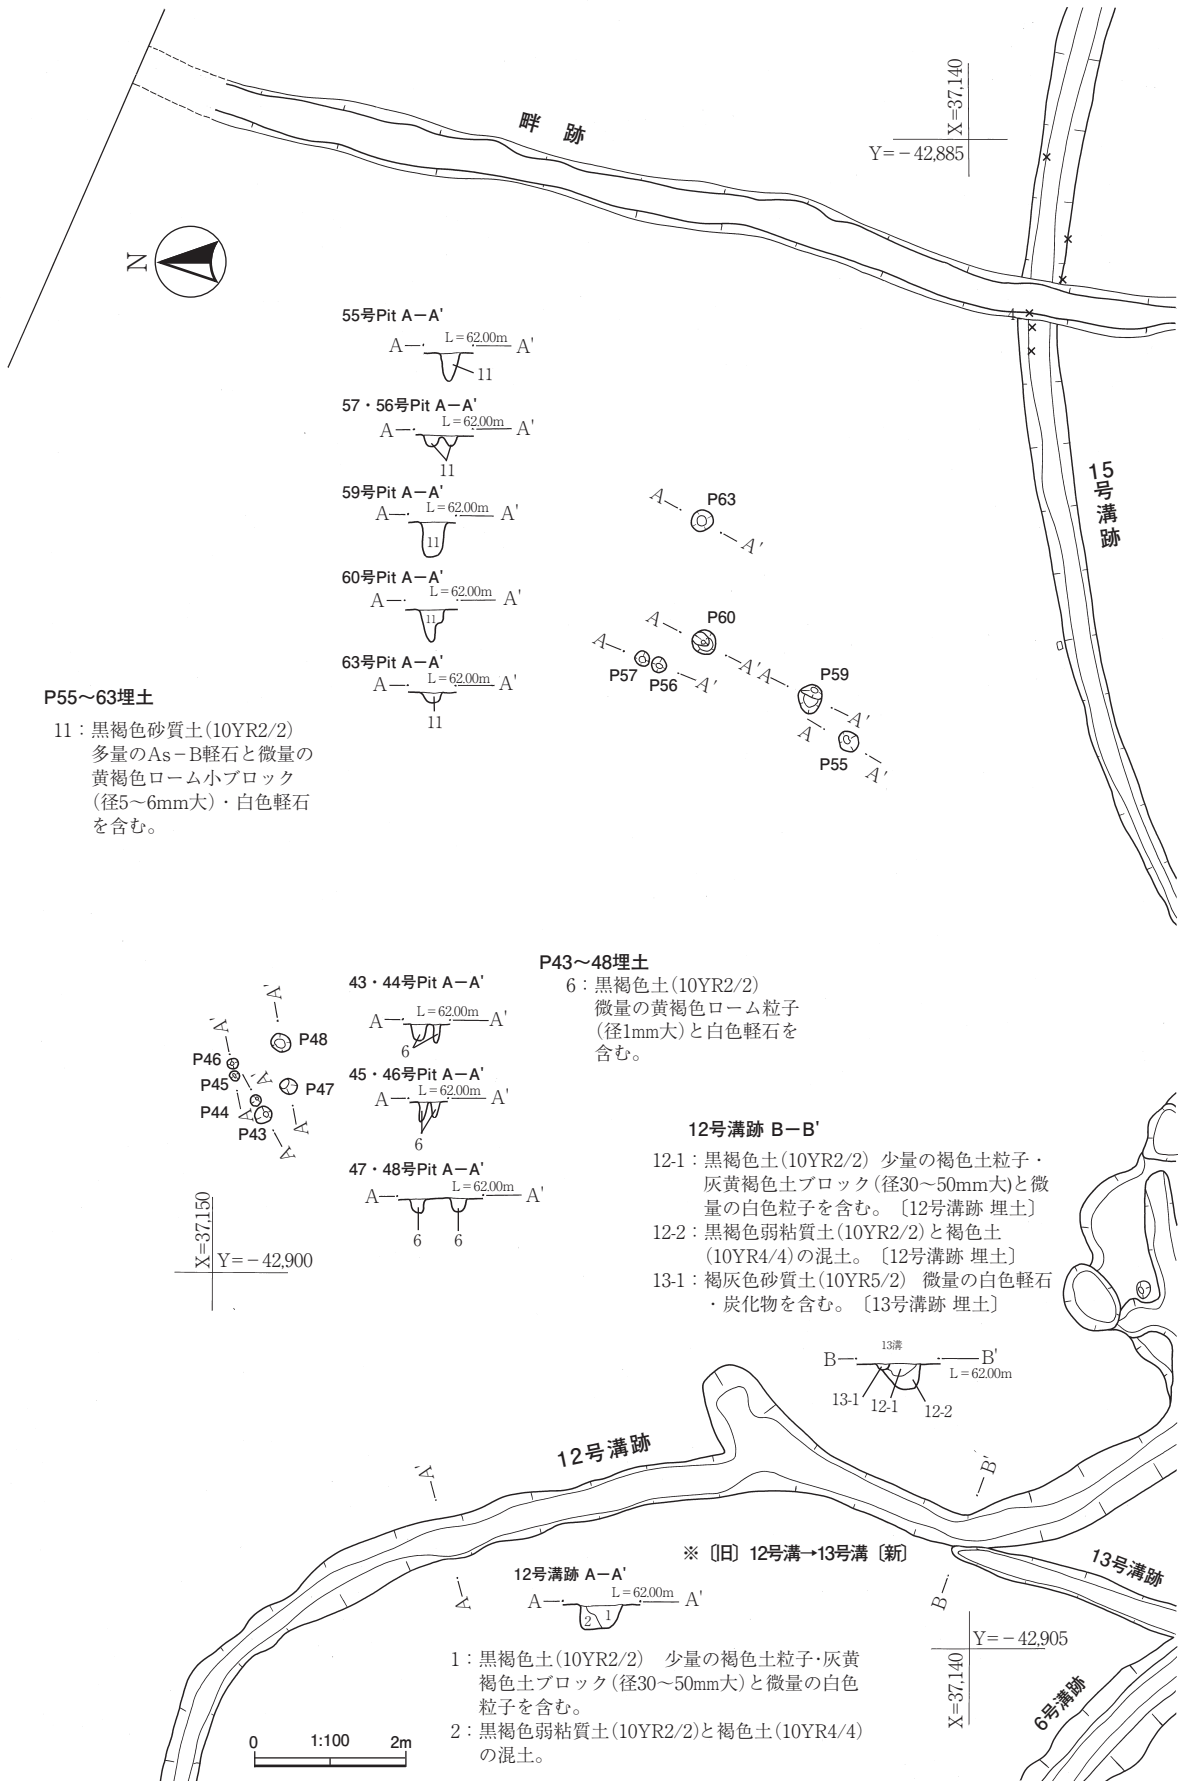 畔跡
X=37,140
Y=－42,885
N
4
15号溝跡
55号Pit A－A'
L=62.00m
A A'
11
57・56号Pit A－A'
L=62.00m
A A'
11
59号Pit A－A'
L=62.00m
A A'
11
60号Pit A－A'
L=62.00m
A A'
11
63号Pit A－A'
L=62.00m
A A'
11
A P63
A'
A P60
A' A
A P57 P56 A'
P59
A'
A P55
A'
P55～63埋土
11：黒褐色砂質土(10YR2/2)
多量のAs－B軽石と微量の
黄褐色ローム小ブロック
(径5～6mm大)・白色軽石
を含む。
P43～48埋土
6：黒褐色土(10YR2/2)
微量の黄褐色ローム粒子
(径1mm大)と白色軽石を
含む。
43・44号Pit A－A'
L=62.00m
A A'
6
45・46号Pit A－A'
L=62.00m
A A'
6
47・48号Pit A－A'
L=62.00m
A A'
6 6
A'
A' P48
P46
P45 A' P47
P44 A
P43 A
A
X=37,150
Y=－42,900
12号溝跡 B－B'
12-1：黒褐色土(10YR2/2) 少量の褐色土粒子・
灰黄褐色土ブロック(径30～50mm大)と微
量の白色粒子を含む。〔12号溝跡 埋土〕
12-2：黒褐色弱粘質土(10YR2/2)と褐色土
(10YR4/4)の混土。〔12号溝跡 埋土〕
13-1：褐灰色砂質土(10YR5/2) 微量の白色軽石
・炭化物を含む。〔13号溝跡 埋土〕
13溝
B B'
L=62.00m
13-1 12-1 12-2
12号溝跡
A'
B'
※〔旧〕12号溝→13号溝〔新〕
13号溝跡
A
B
12号溝跡 A－A'
L=62.00m
A A'
2 1
Y=－42,905
X=37,140
6号溝跡
1：黒褐色土(10YR2/2) 少量の褐色土粒子・灰黄
褐色土ブロック(径30～50mm大)と微量の白色
粒子を含む。
2：黒褐色弱粘質土(10YR2/2)と褐色土(10YR4/4)
の混土。
0 1:100 2m